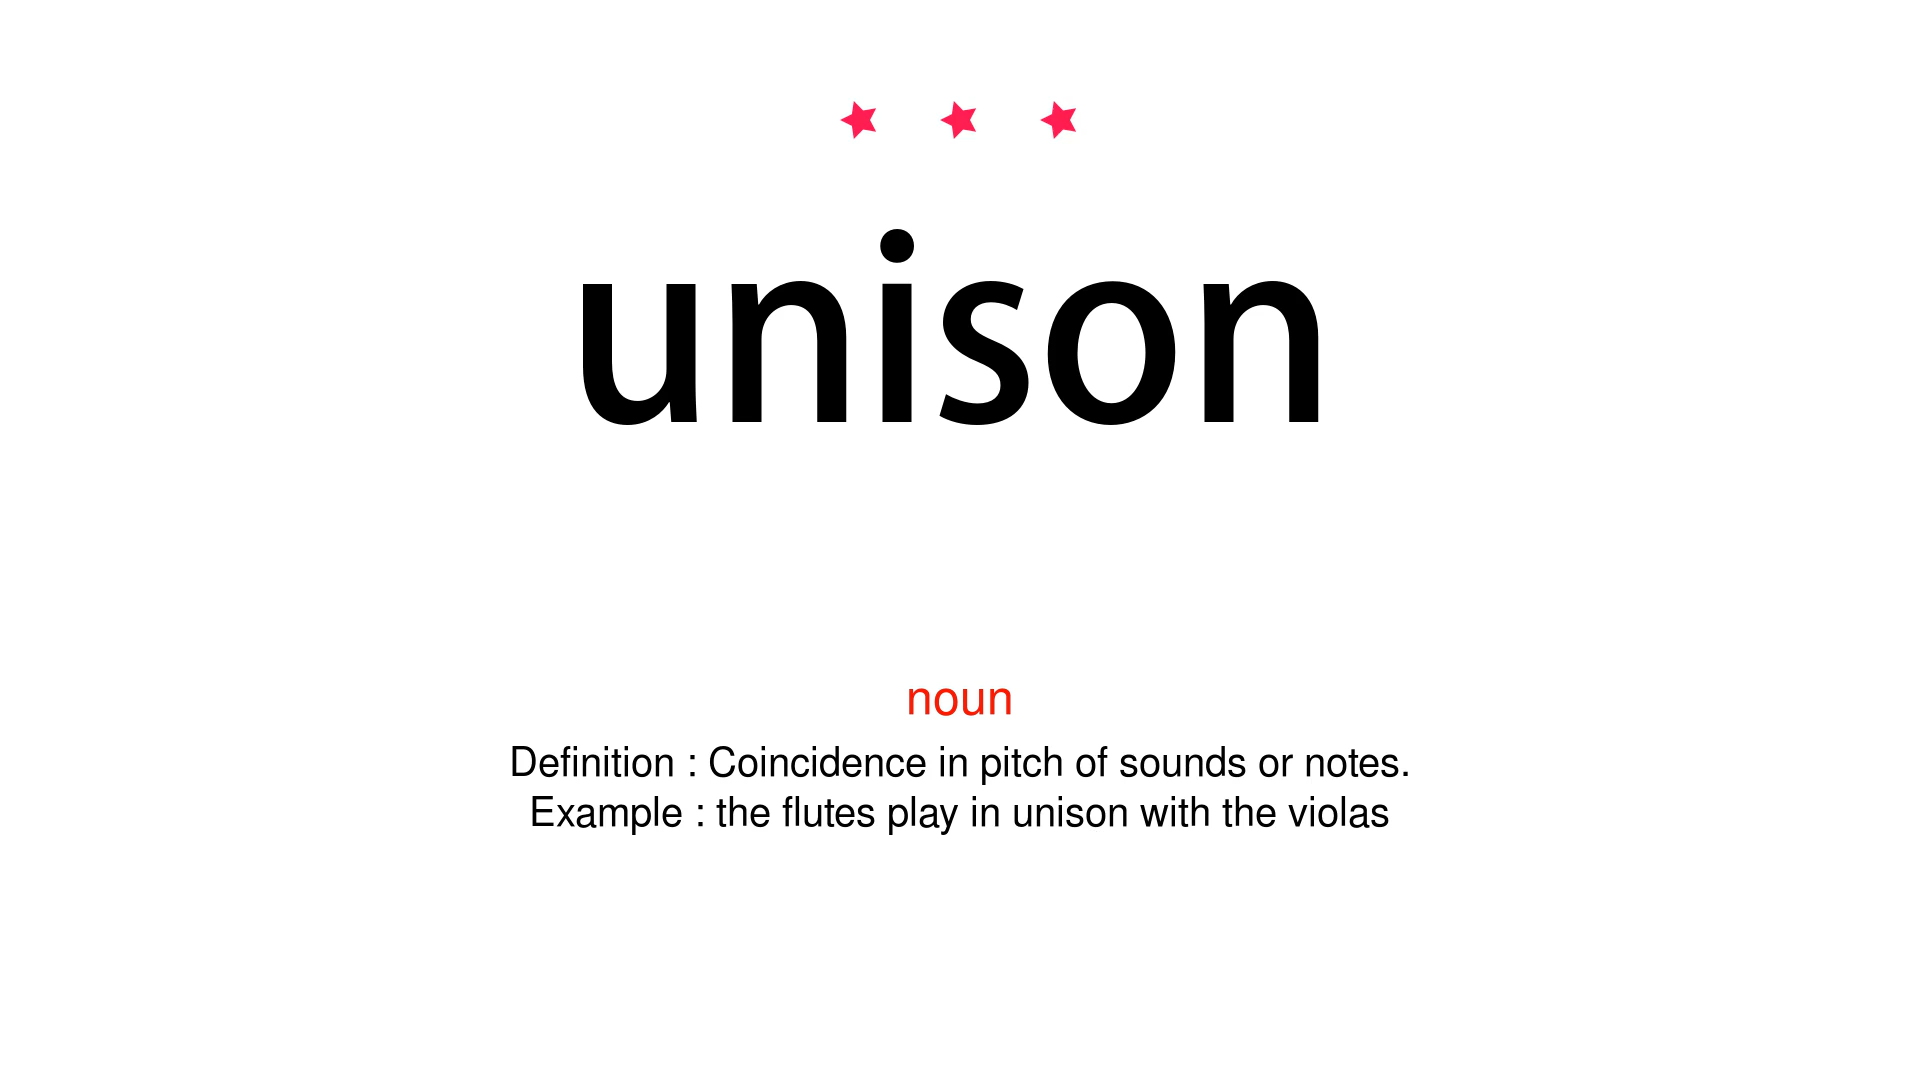 unison
noun
Definition : Coincidence in pitch of sounds or notes.
Example : the flutes play in unison with the violas